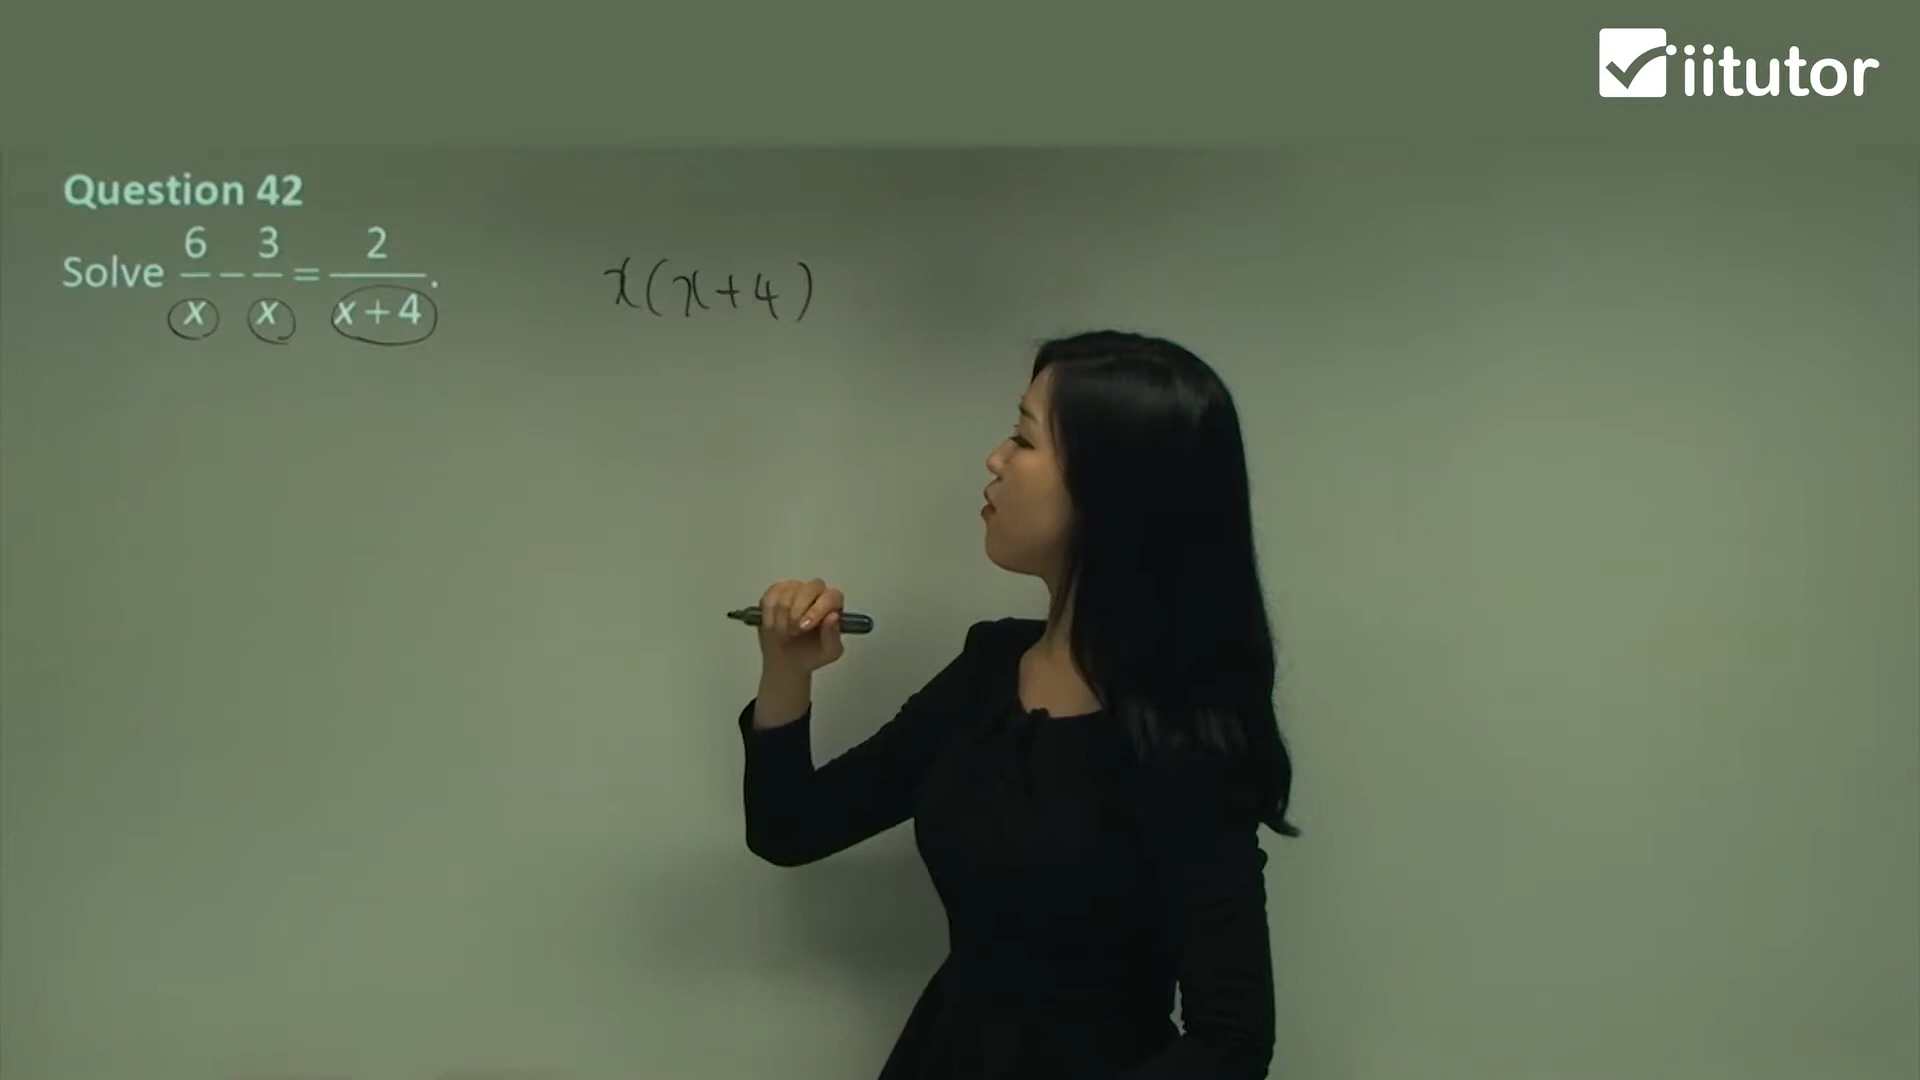 iitutor
Question 42
Solve 6/x − 3/x = 2/(x + 4).
x(x+4)